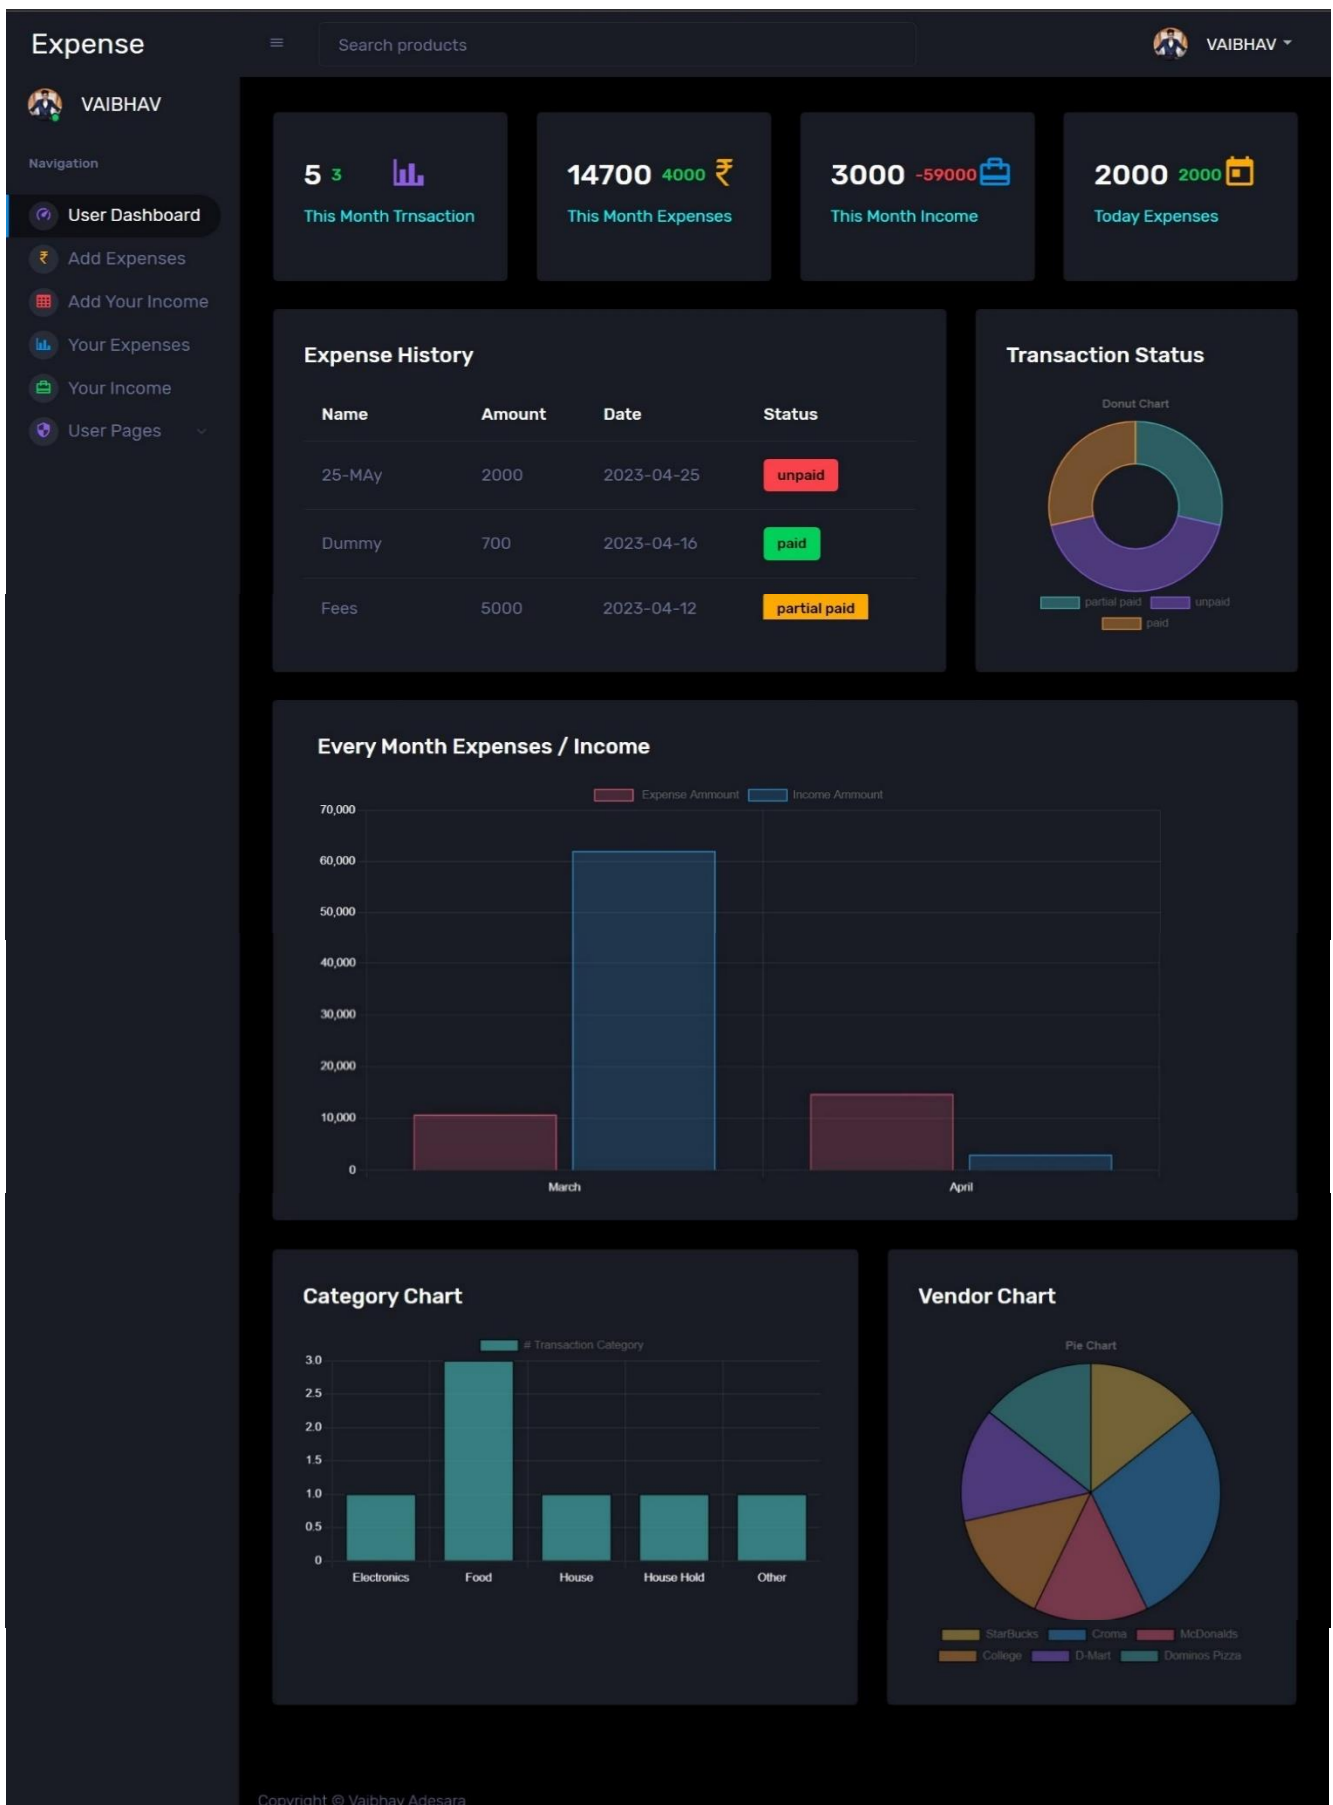 Expense
Search products
VAIBHAV
VAIBHAV
Navigation
User Dashboard
Add Expenses
Add Your Income
Your Expenses
Your Income
User Pages
5 3
This Month Trnsaction
14700 4000 ₹
This Month Expenses
3000 -59000
This Month Income
2000 2000
Today Expenses
Expense History
Name Amount Date Status
25-MAy 2000 2023-04-25 unpaid
Dummy 700 2023-04-16 paid
Fees 5000 2023-04-12 partial paid
Transaction Status
Donut Chart
partial paid unpaid
paid
Every Month Expenses / Income
Expense Ammount Income Ammount
70,000
60,000
50,000
40,000
30,000
20,000
10,000
0
March April
Category Chart
# Transaction Category
3.0
2.5
2.0
1.5
1.0
0.5
0
Electronics Food House House Hold Other
Vendor Chart
Pie Chart
StarBucks Croma McDonalds
College D-Mart Dominos Pizza
Copyright © Vaibhav Adesara